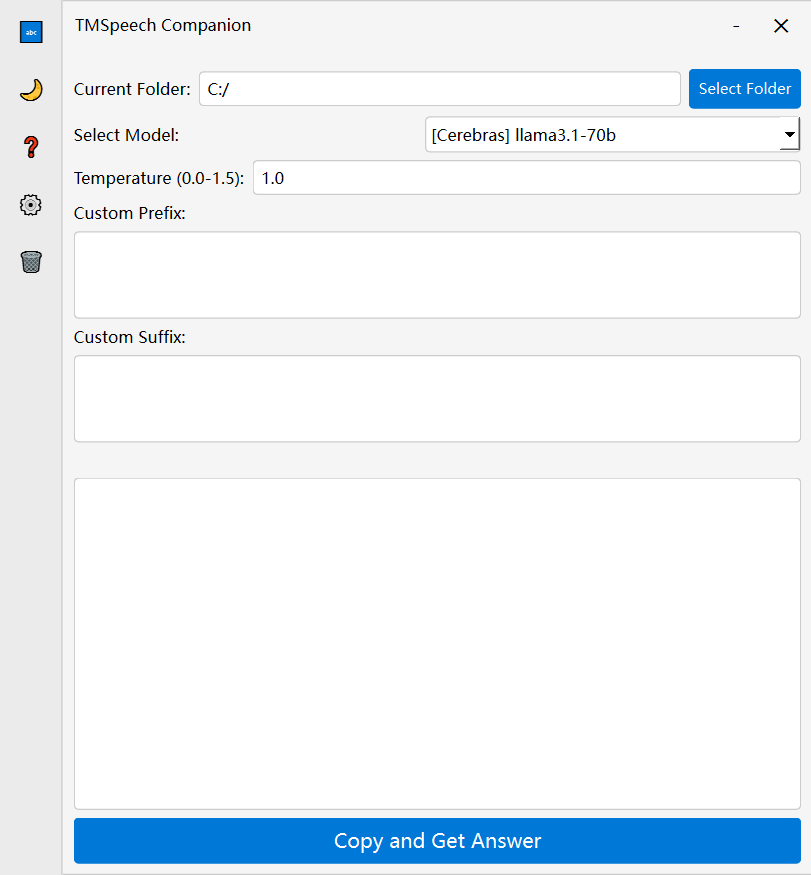 abc
TMSpeech Companion
Current Folder: C:/ Select Folder
Select Model: [Cerebras] llama3.1-70b
Temperature (0.0-1.5): 1.0
Custom Prefix:
Custom Suffix:
Copy and Get Answer